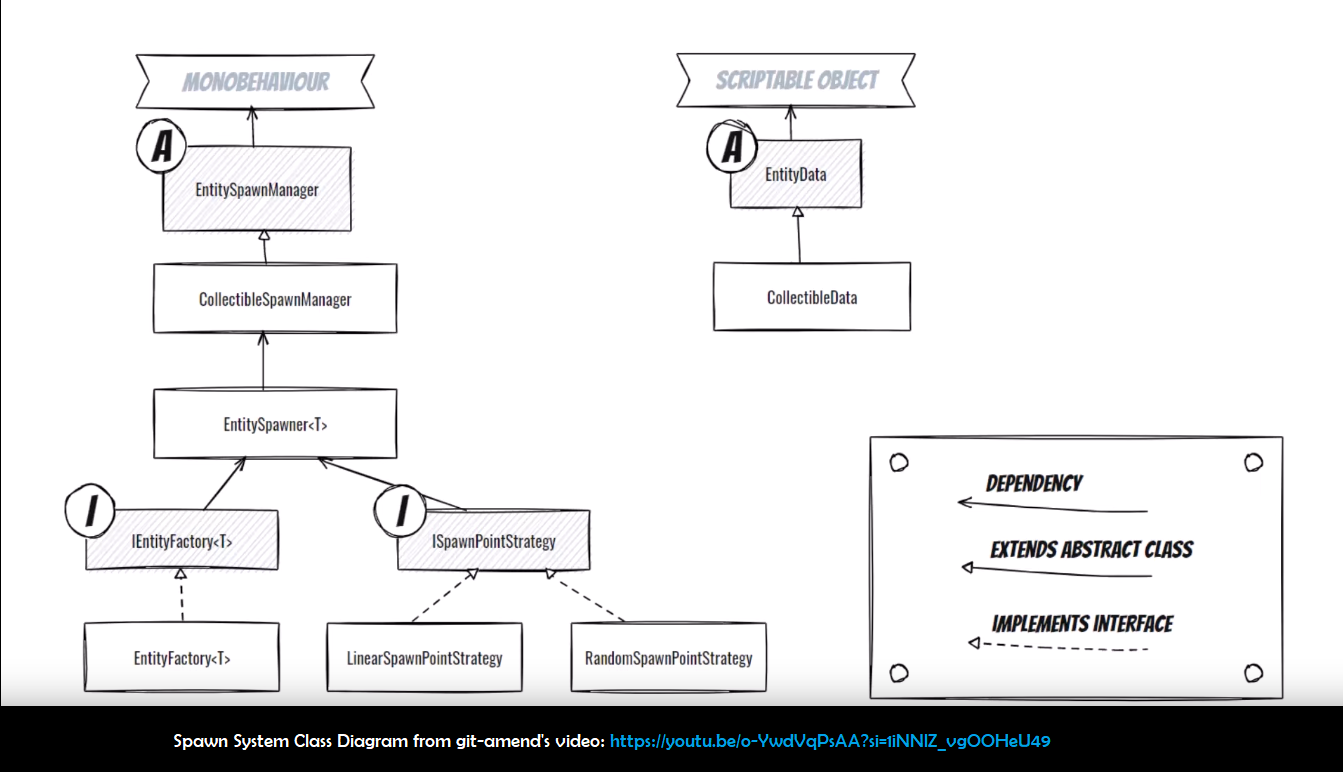 MONOBEHAVIOUR
SCRIPTABLE OBJECT
A
EntitySpawnManager
A
EntityData
CollectibleSpawnManager
CollectibleData
EntitySpawner<T>
I
IEntityFactory<T>
I
ISpawnPointStrategy
EntityFactory<T>
LinearSpawnPointStrategy
RandomSpawnPointStrategy
DEPENDENCY
EXTENDS ABSTRACT CLASS
IMPLEMENTS INTERFACE
Spawn System Class Diagram from git-amend's video: https://youtu.be/o-YwdVqPsAA?si=1iNNlZ_vgOOHeU49